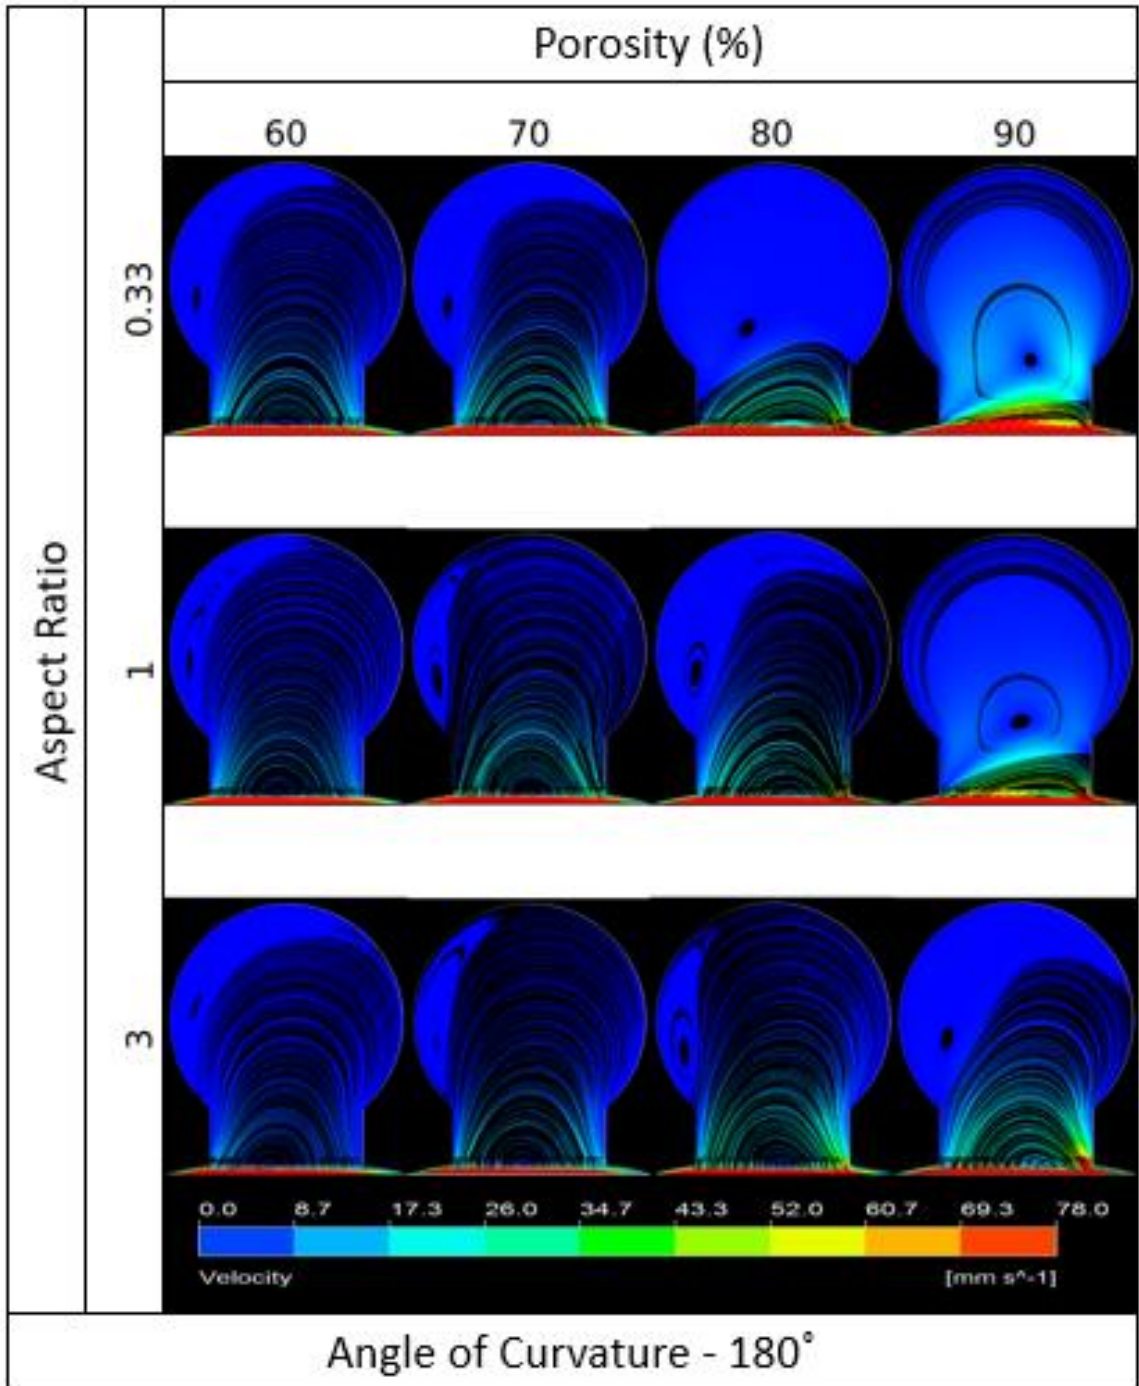 Porosity (%)
60 70 80 90
Aspect Ratio
0.33
1
3
0.0 8.7 17.3 26.0 34.7 43.3 52.0 60.7 69.3 78.0
Velocity [mm s^-1]
Angle of Curvature - 180°